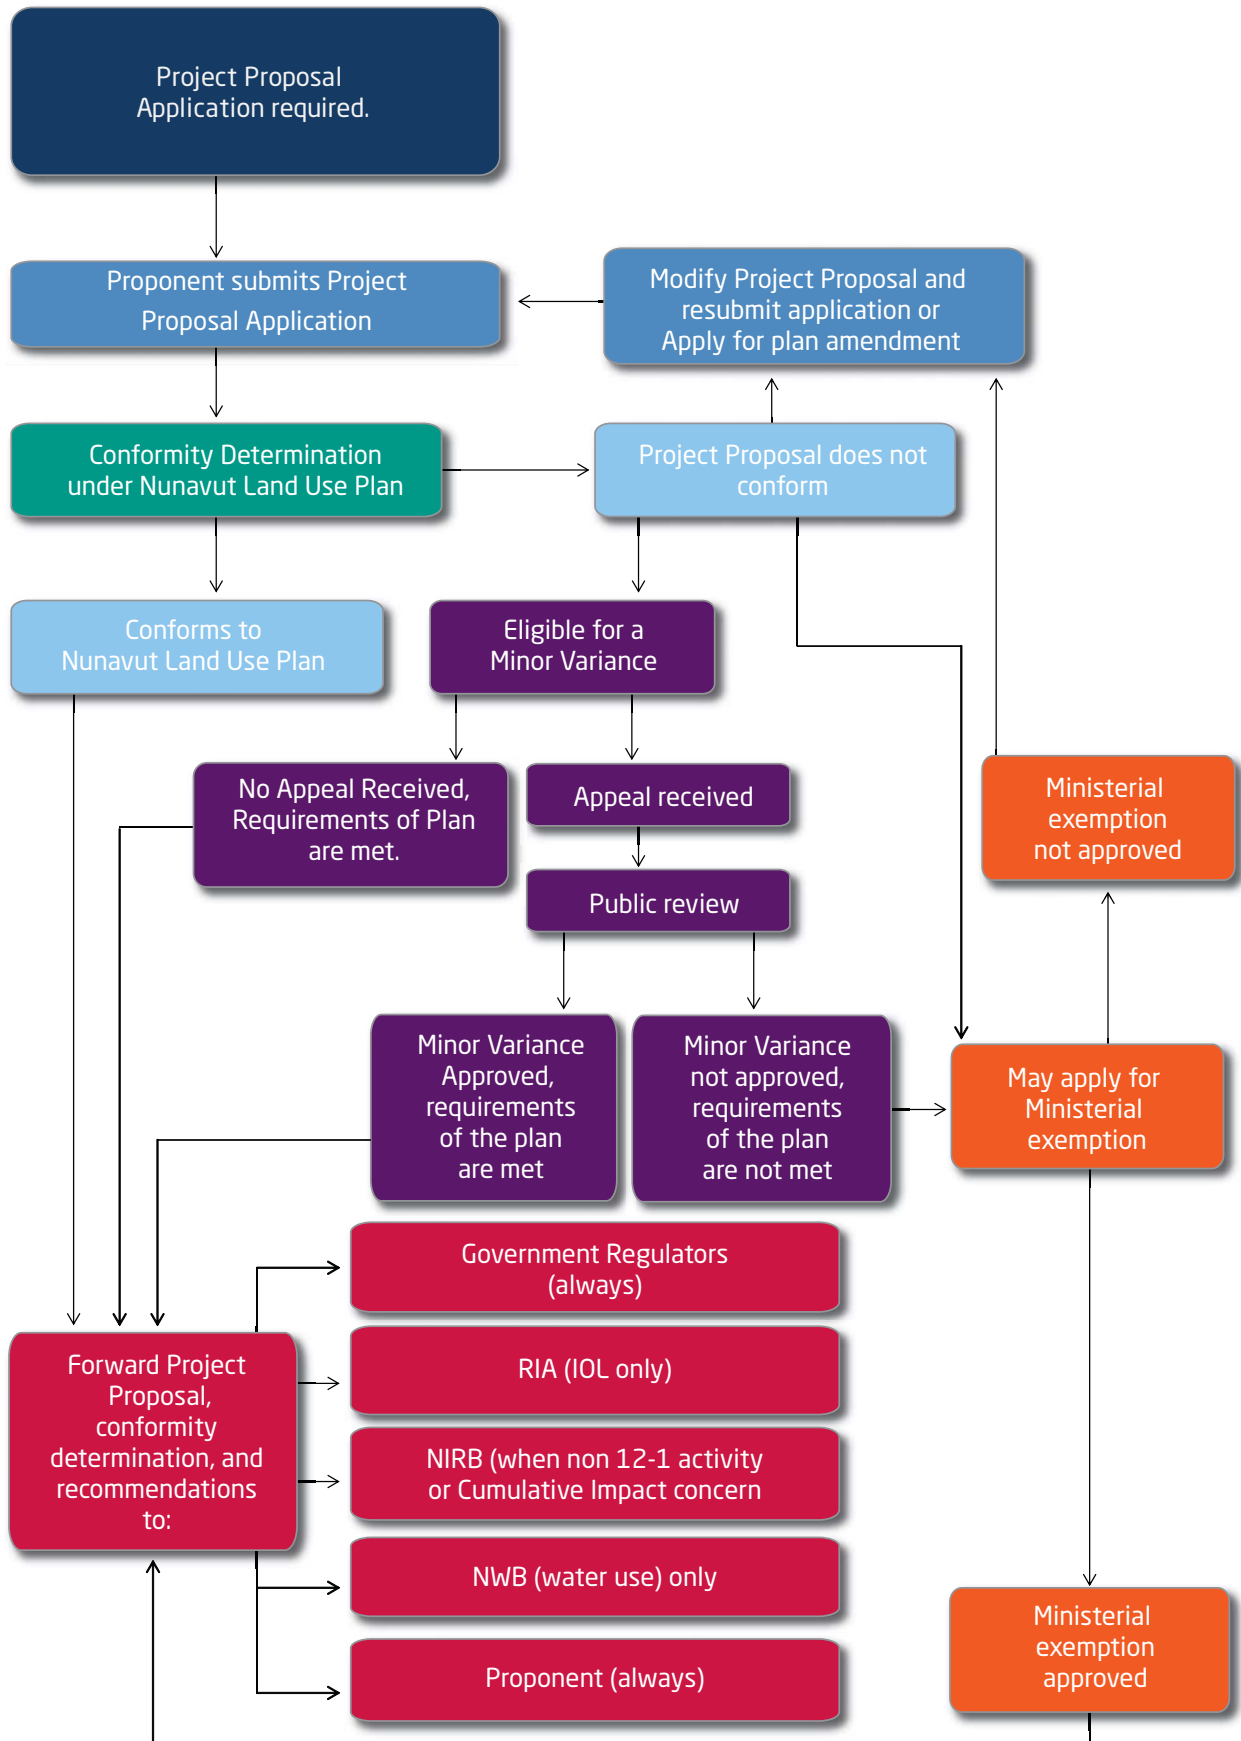 Project Proposal
Application required.
Proponent submits Project
Proposal Application
Modify Project Proposal and
resubmit application or
Apply for plan amendment
Conformity Determination
under Nunavut Land Use Plan
Project Proposal does not
conform
Conforms to
Nunavut Land Use Plan
Eligible for a
Minor Variance
No Appeal Received,
Requirements of Plan
are met.
Appeal received
Ministerial
exemption
not approved
Public review
Minor Variance
Approved,
requirements
of the plan
are met
Minor Variance
not approved,
requirements
of the plan
are not met
May apply for
Ministerial
exemption
Government Regulators
(always)
Forward Project
Proposal,
conformity
determination, and
recommendations
to:
RIA (IOL only)
NIRB (when non 12-1 activity
or Cumulative Impact concern
NWB (water use) only
Proponent (always)
Ministerial
exemption
approved